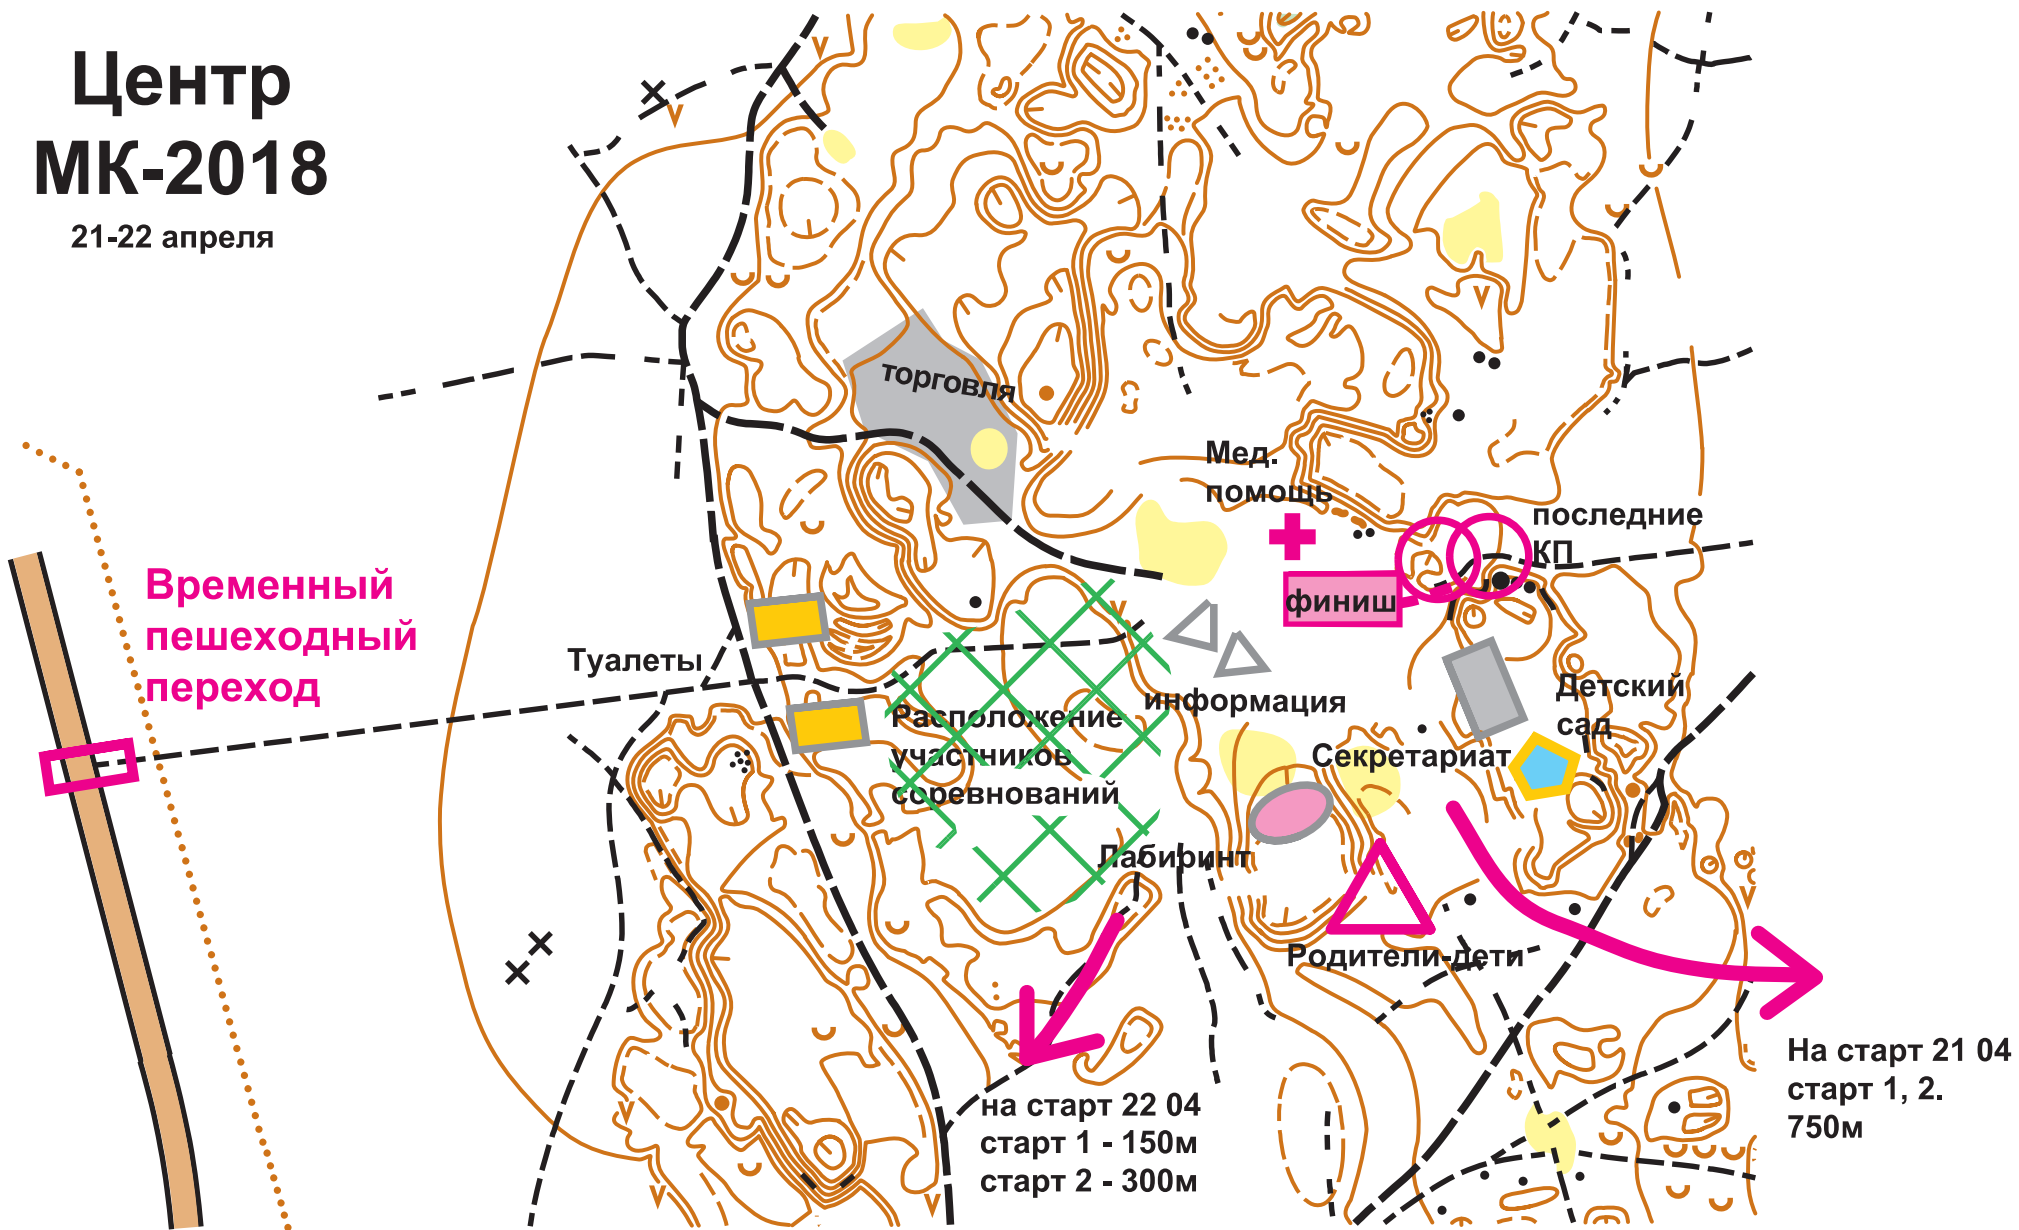 Центр
МК-2018
21-22 апреля
торговля
Мед.
помощь
последние
КП
финиш
Временный
пешеходный
переход
Туалеты
информация
Детский
сад
Расположение
участников
соревнований
Секретариат
Лабиринт
Родители-дети
На старт 21 04
старт 1, 2.
750м
на старт 22 04
старт 1 - 150м
старт 2 - 300м